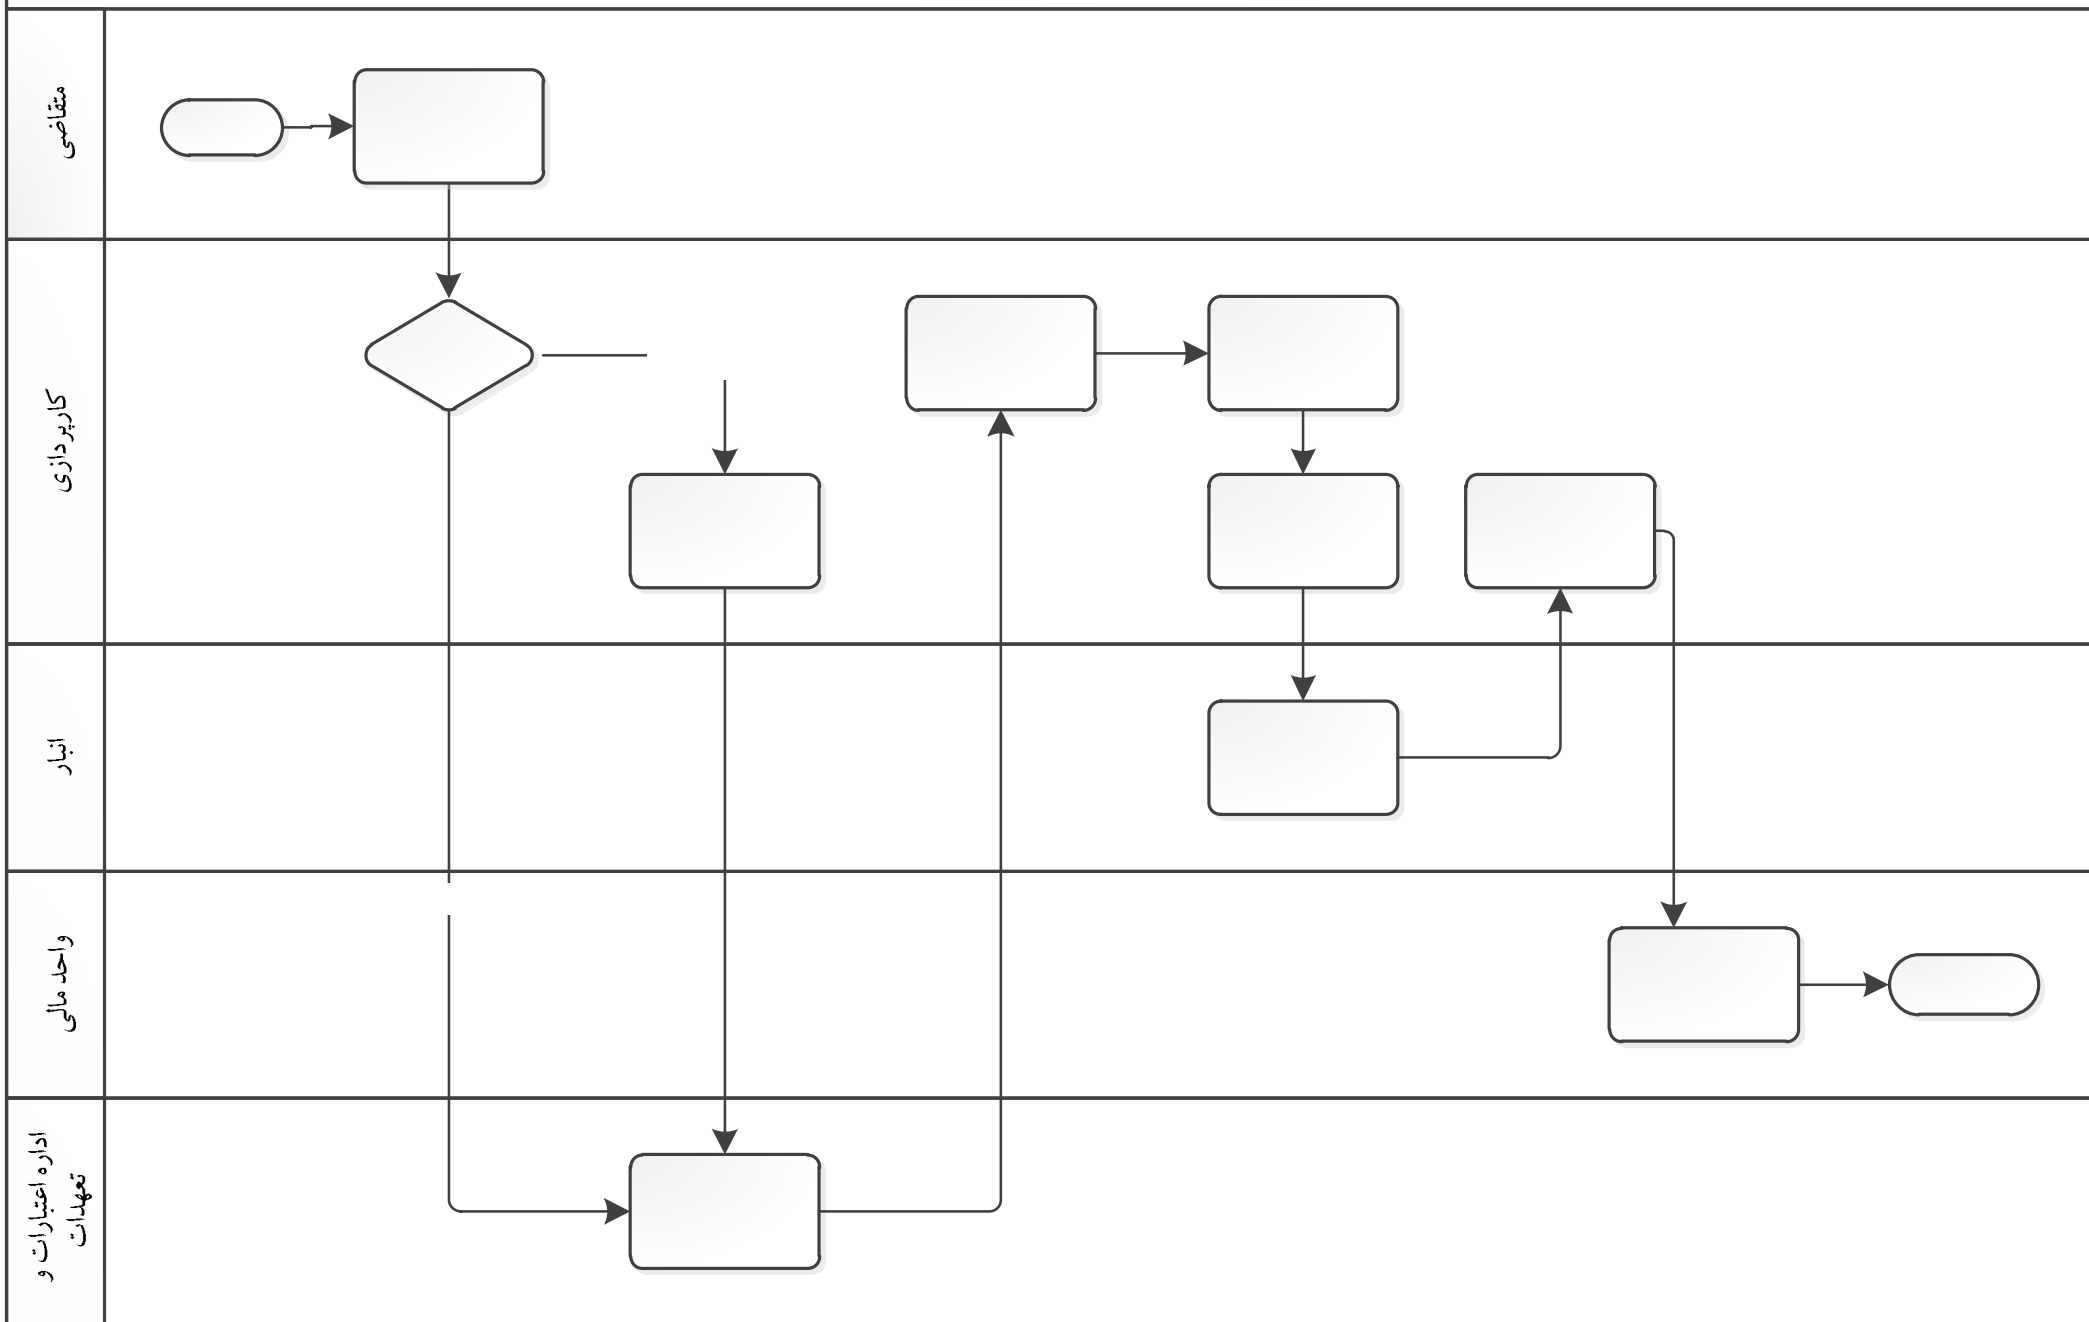 متقاضی
کارپردازی
انبار
واحد مالی
اداره اعتبارات و
تعهدات